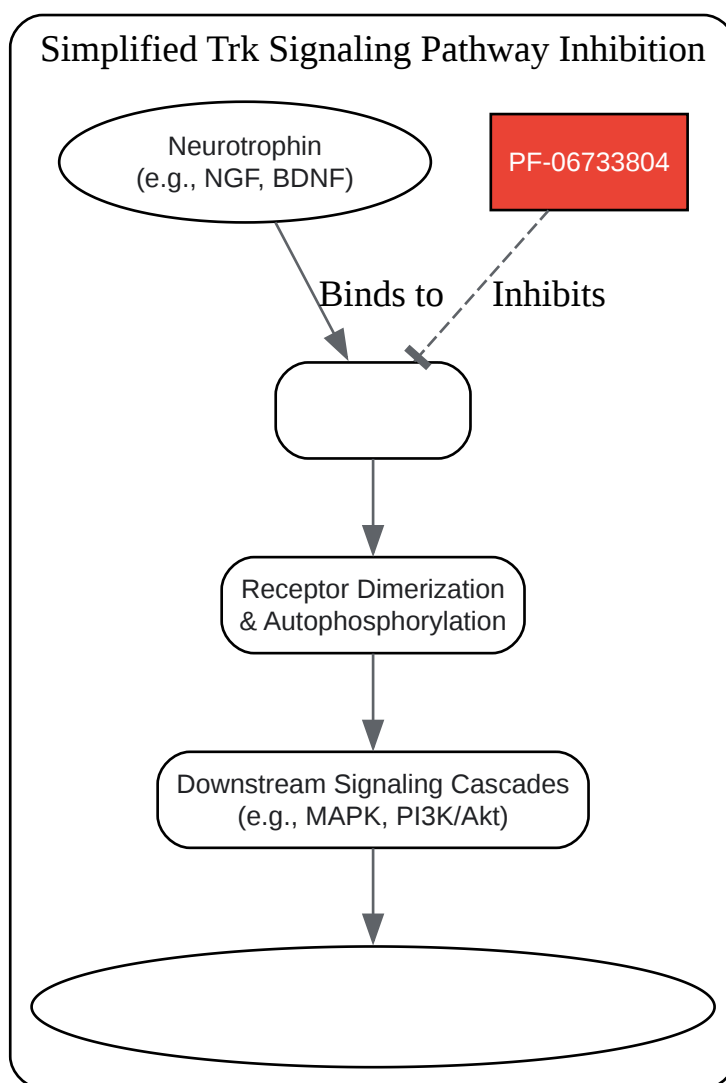 Simplified Trk Signaling Pathway Inhibition
Neurotrophin
(e.g., NGF, BDNF)
PF-06733804
Binds to
Inhibits
Receptor Dimerization
& Autophosphorylation
Downstream Signaling Cascades
(e.g., MAPK, PI3K/Akt)